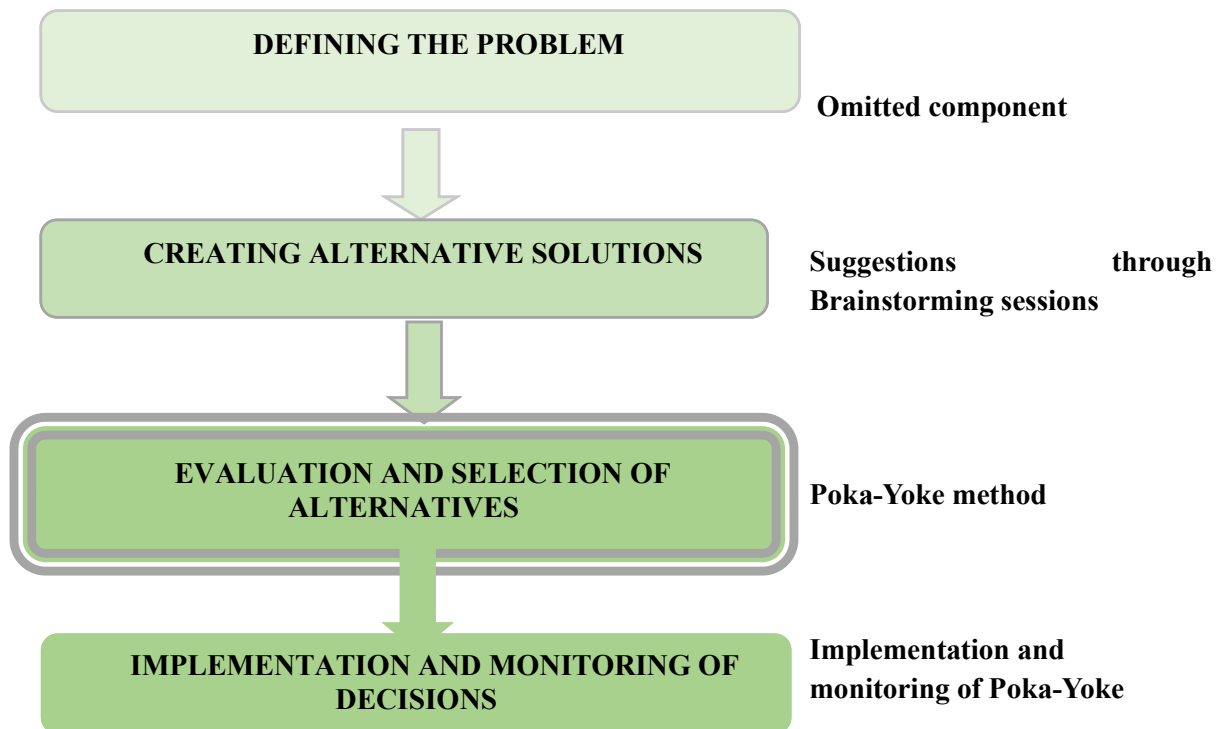 DEFINING THE PROBLEM
Omitted component
CREATING ALTERNATIVE SOLUTIONS
Suggestions through
Brainstorming sessions
EVALUATION AND SELECTION OF
ALTERNATIVES
Poka-Yoke method
IMPLEMENTATION AND MONITORING OF
DECISIONS
Implementation and
monitoring of Poka-Yoke